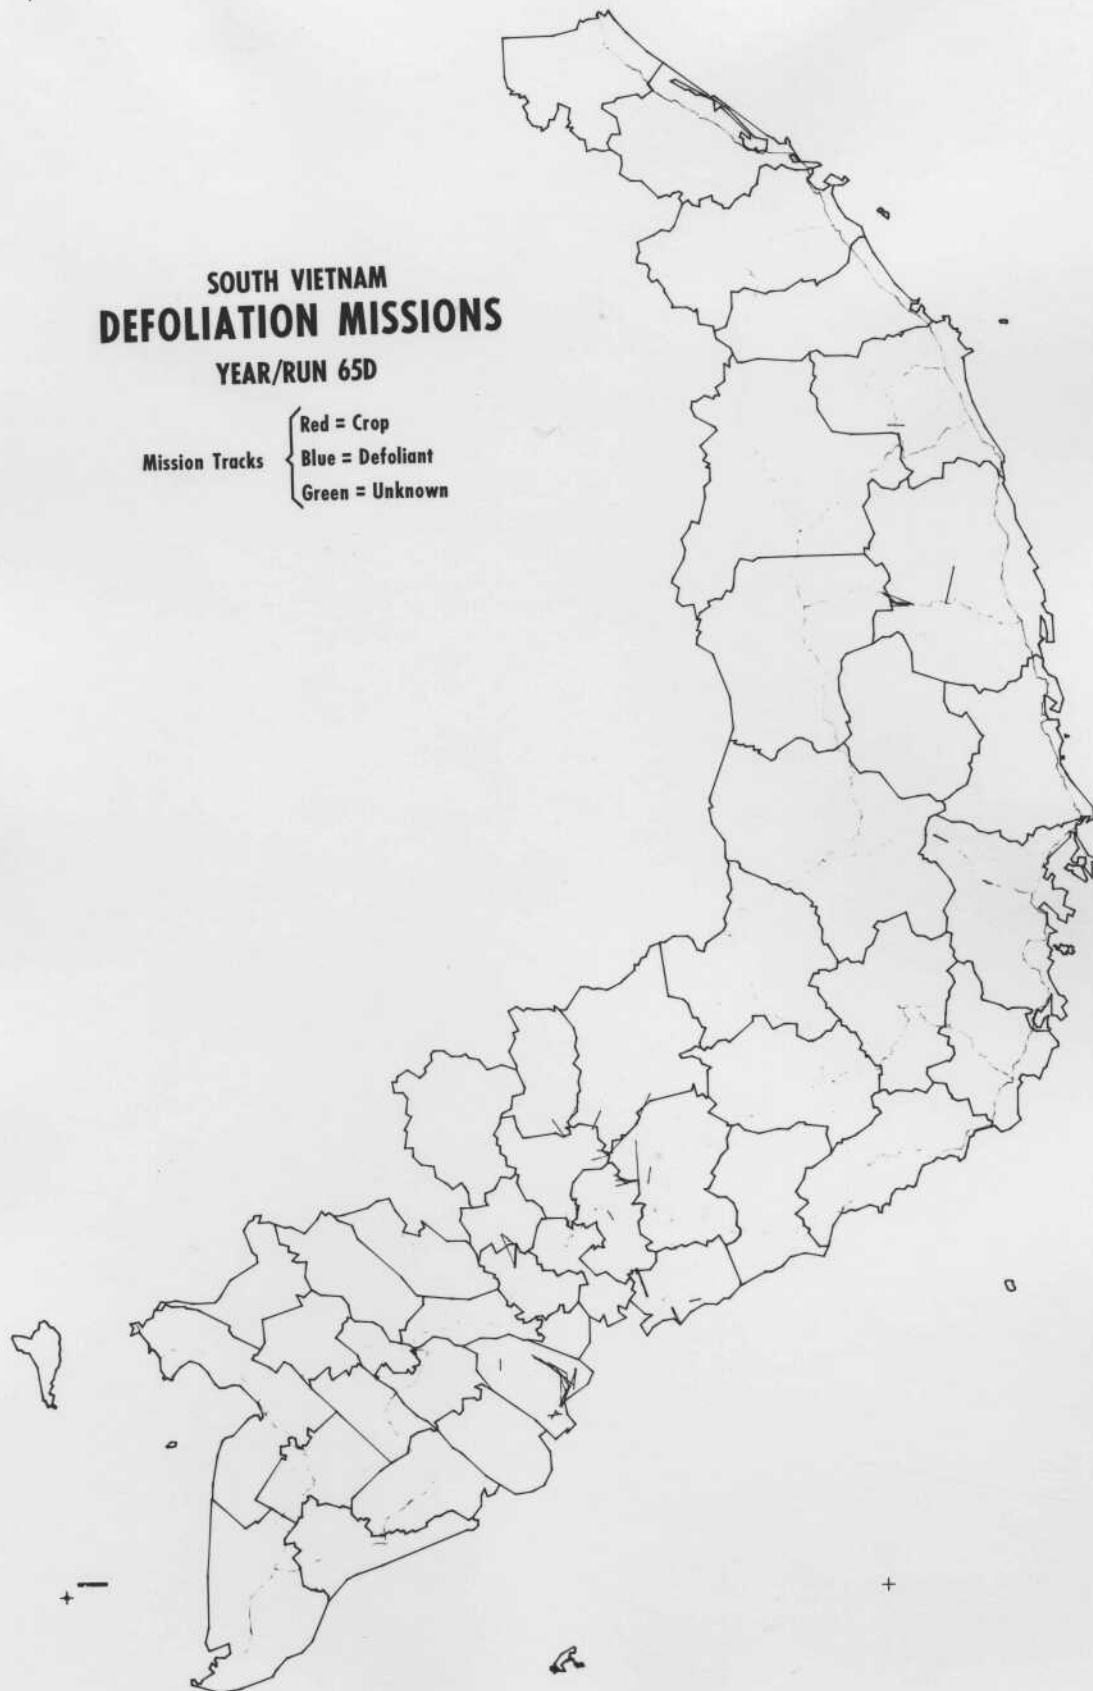 SOUTH VIETNAM
DEFOLIATION MISSIONS
YEAR/RUN 65D
Mission Tracks
Red = Crop
Blue = Defoliant
Green = Unknown